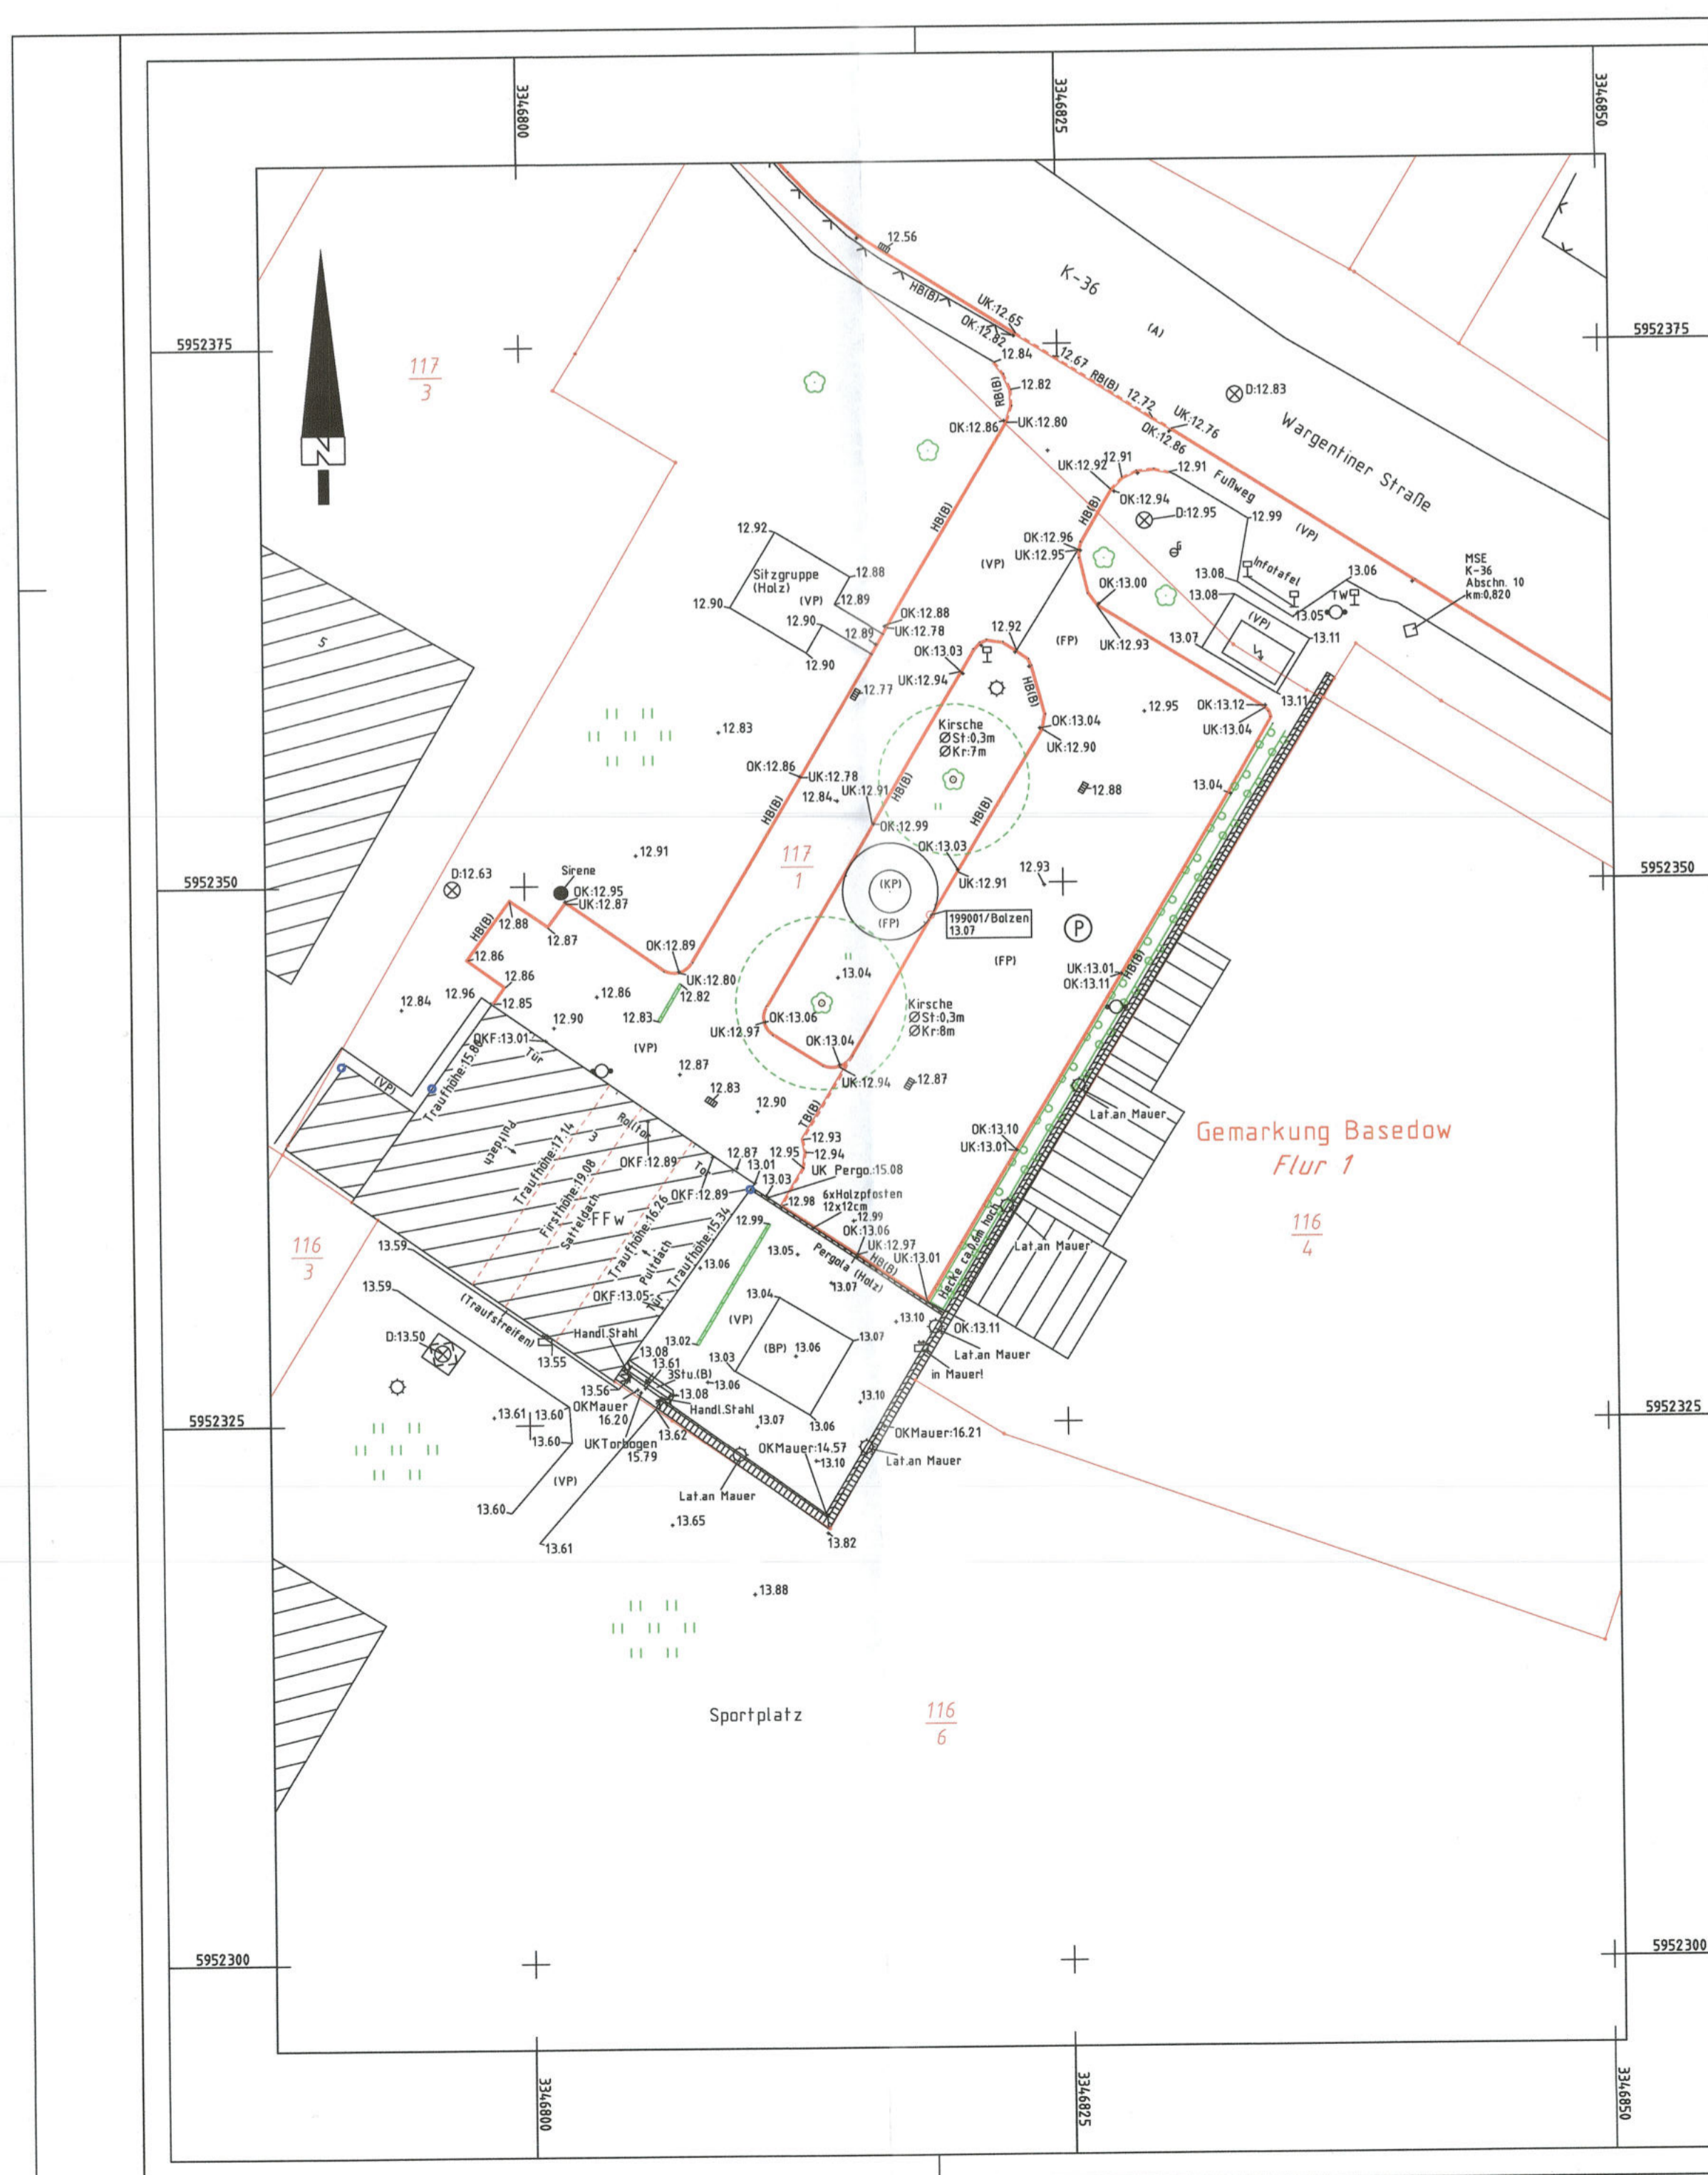 3346800
3346825
3346850
12.56
K-36
HB(B)
UK:12.65
OK:12.82
(A)
5952375
5952375
12.84
12.67
RB(B)
12.72
117
3
RB(B)
12.82
UK:12.76
OK:12.86
D:12.83
Wargentiner Straße
OK:12.86
UK:12.80
UK:12.92
12.91
12.91
Fußweg
OK:12.94
HB(B)
D:12.95
12.99
(VP)
HB(B)
12.92
OK:12.96
UK:12.95
(VP)
MSE
K-36
Abschn. 10
km:0,820
Sitzgruppe
(Holz)
(VP)
12.88
12.89
12.90
12.90
12.89
12.90
OK:13.00
13.08
Infotafel
13.06
13.08
TW
13.05
(VP)
OK:12.88
UK:12.78
12.92
(FP)
UK:12.93
13.07
13.11
5
OK:13.03
UK:12.94
HB(B)
12.77
12.95
OK:13.12
13.11
UK:13.04
12.83
Kirsche
ØSt:0,3m
ØKr:7m
OK:13.04
UK:12.90
OK:12.86
UK:12.78
12.84
UK:12.91
HB(B)
12.88
13.04
HB(B)
HB(B)
OK:12.99
OK:13.03
12.91
117
1
12.93
UK:12.91
5952350
D:12.63
Sirene
OK:12.95
UK:12.87
(KP)
(FP)
5952350
199001/Bolzen
13.07
P
HB(B)
12.88
12.87
OK:12.89
(FP)
12.86
12.86
UK:12.80
12.82
13.04
UK:13.01
OK:13.11
HB(B)
12.84
12.96
12.85
12.86
12.83
OK:13.06
UK:12.97
Kirsche
ØSt:0,3m
ØKr:8m
12.90
OKF:13.01
Tür
(VP)
OK:13.04
12.87
UK:12.94
12.87
(VP)
12.83
12.90
Lat.an Mauer
TB(B)
Gemarkung Basedow
Flur 1
Pultdach
Traufhöhe:17.14
3
Rolltor
OKF:12.89
Tor
OKF:12.89
12.87
13.01
13.03
12.95
12.93
12.94
OK:13.10
UK:13.01
UK Pergo.:15.08
6xHolzpfosten
12x12cm
12.98
12.99
Firsthöhe:19.08
Satteldach
FFw
Traufhöhe:16.26
Pultdach
Traufhöhe:15.34
12.99
OK:13.06
UK:12.97
HB(B)
UK:13.01
Pergola (Holz)
Hecke ca.0,6m hoch
Lat.an Mauer
116
4
116
3
13.59
13.59
13.05
13.06
13.07
OKF:13.05
Tür
13.04
(VP)
(Traufstreifen)
13.10
OK:13.11
Handl.Stahl
D:13.50
13.55
13.02
13.03
(BP)
13.06
13.07
Lat.an Mauer
in Mauer!
13.08
13.61
3Stu.(B)
13.06
13.56
13.08
13.10
OKMauer
16.20
Handl.Stahl
5952325
13.61
13.60
13.07
13.06
OKMauer:16.21
5952325
13.60
UKTorbogen
15.79
13.62
OKMauer:14.57
13.10
Lat.an Mauer
(VP)
Lat.an Mauer
13.60
13.65
13.82
13.61
13.88
Sportplatz
116
6
5952300
5952300
3346800
3346825
3346850